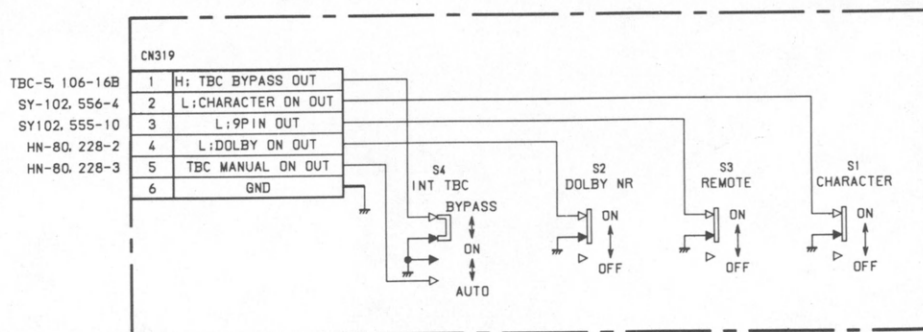 CN319
TBC-5, 106-16B 1 H; TBC BYPASS OUT
SY-102, 556-4 2 L;CHARACTER ON OUT
SY102, 555-10 3 L;9PIN OUT
HN-80, 228-2 4 L;DOLBY ON OUT
HN-80, 228-3 5 TBC MANUAL ON OUT
6 GND
S4
INT TBC
BYPASS
ON
AUTO
S2
DOLBY NR
ON
OFF
S3
REMOTE
ON
OFF
S1
CHARACTER
ON
OFF